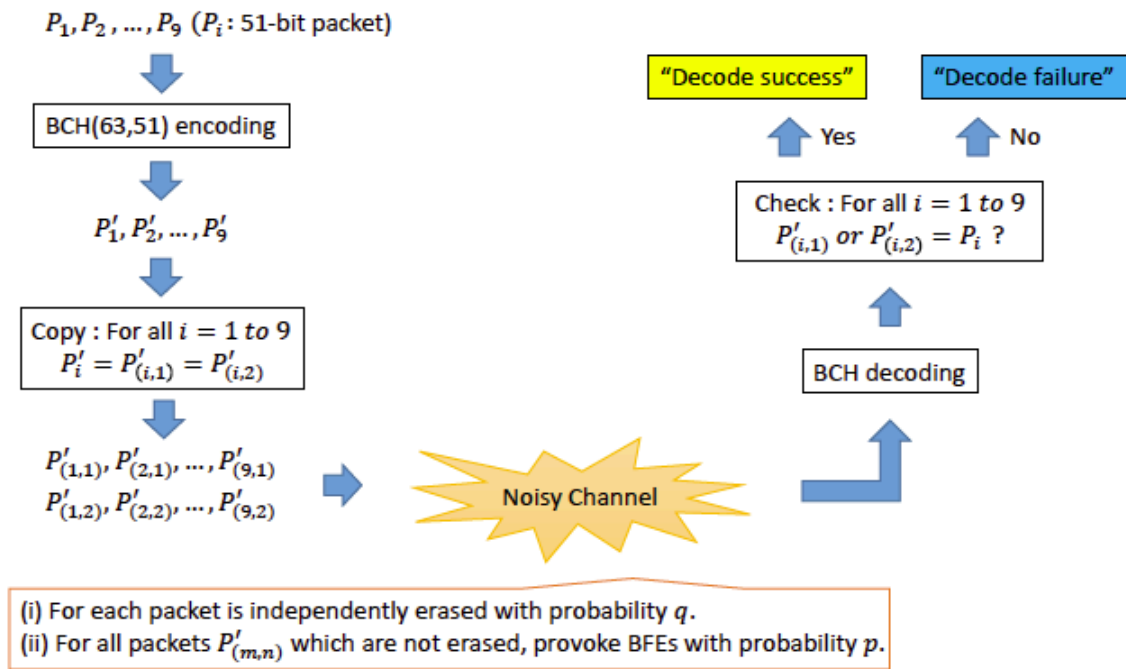 P₁, P₂ , ..., P₉ (Pᵢ : 51-bit packet)
BCH(63,51) encoding
P′₁, P′₂, ..., P′₉
Copy : For all i = 1 to 9
P′ᵢ = P′₍ᵢ,₁₎ = P′₍ᵢ,₂₎
P′₍₁,₁₎, P′₍₂,₁₎, ..., P′₍₉,₁₎
P′₍₁,₂₎, P′₍₂,₂₎, ..., P′₍₉,₂₎
Noisy Channel
(i) For each packet is independently erased with probability q.
(ii) For all packets P′₍ₘ,ₙ₎ which are not erased, provoke BFEs with probability p.
BCH decoding
Check : For all i = 1 to 9
P′₍ᵢ,₁₎ or P′₍ᵢ,₂₎ = Pᵢ ?
Yes
No
“Decode success”
“Decode failure”